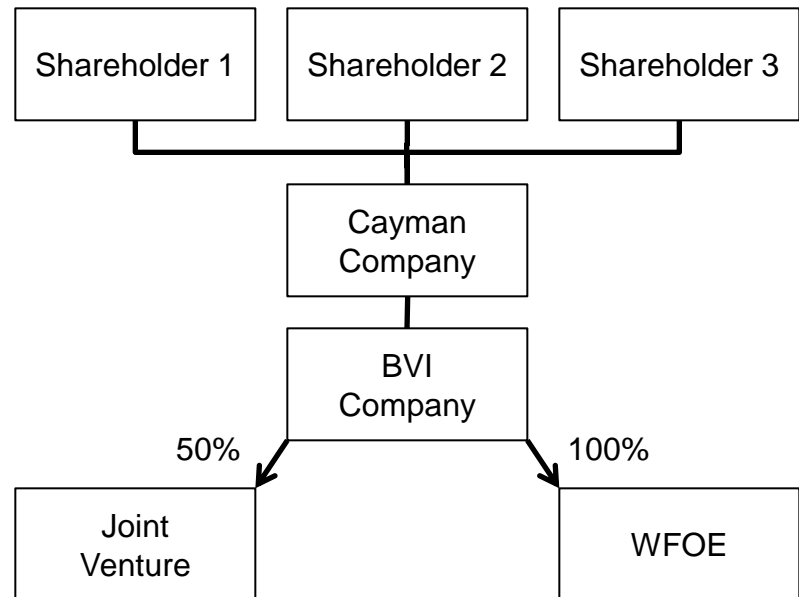 Shareholder 1
Shareholder 2
Shareholder 3
Cayman
Company
BVI
Company
50%
100%
Joint
Venture
WFOE